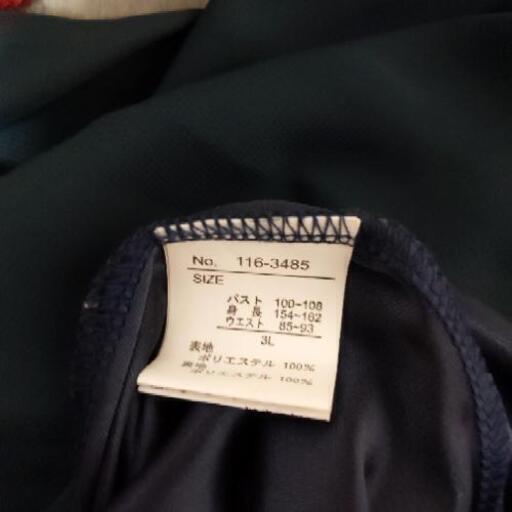 No. 116-3485
SIZE
バスト 100~108
身長 154~162
ウエスト 85~93
3L
表地
ポリエステル 100%
裏地
ポリエステル 100%